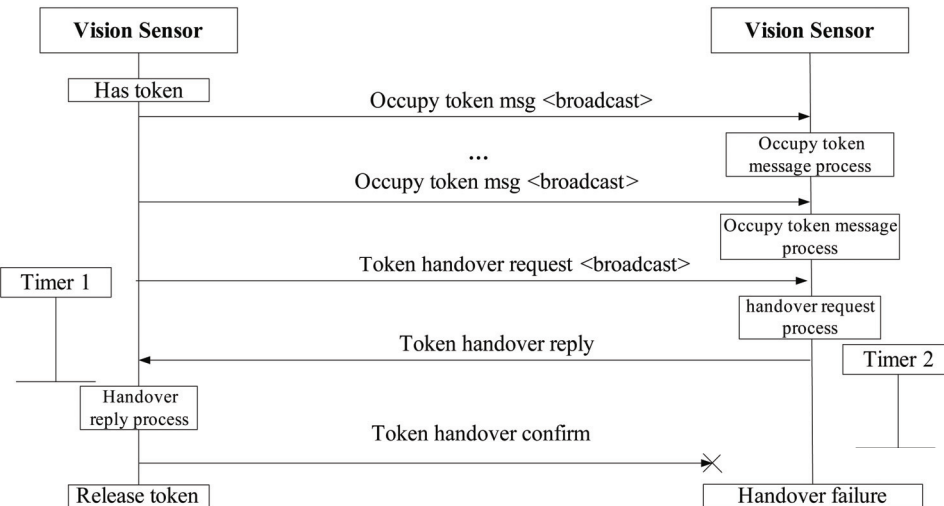 Vision Sensor
Vision Sensor
Has token
Occupy token msg <broadcast>
Occupy token
message process
...
Occupy token msg <broadcast>
Occupy token message
process
Token handover request <broadcast>
Timer 1
handover request
process
Token handover reply
Timer 2
Handover
reply process
Token handover confirm
Release token
Handover failure